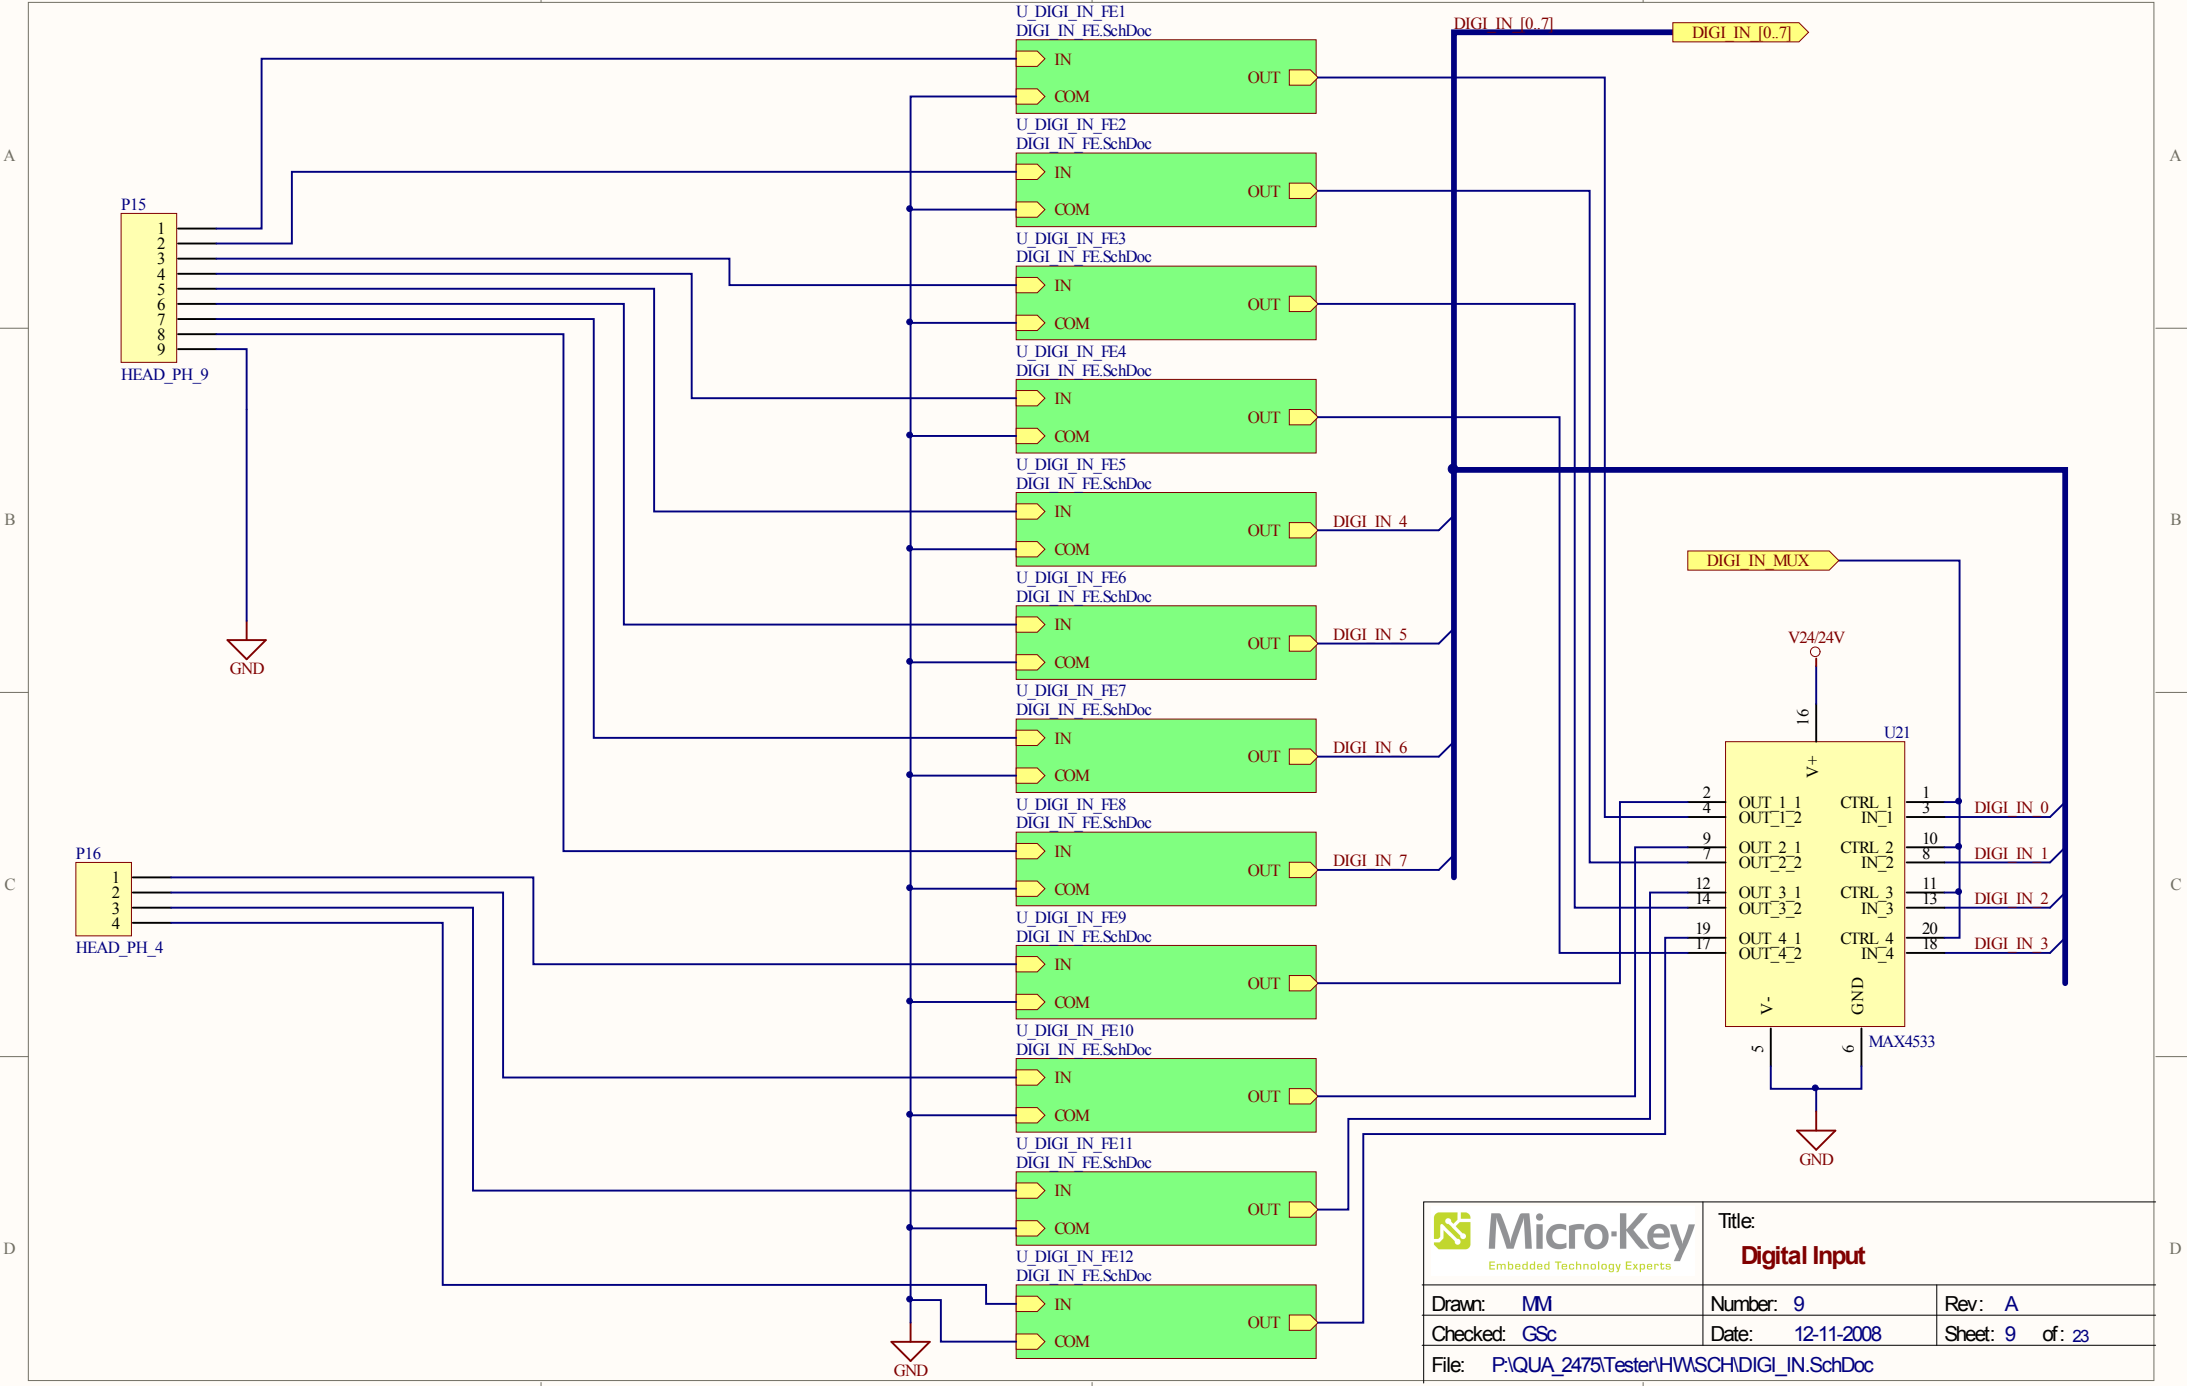 U_DIGI_IN_FE1
DIGI_IN_FE.SchDoc
IN
COM
OUT
U_DIGI_IN_FE2
DIGI_IN_FE.SchDoc
IN
COM
OUT
U_DIGI_IN_FE3
DIGI_IN_FE.SchDoc
IN
COM
OUT
U_DIGI_IN_FE4
DIGI_IN_FE.SchDoc
IN
COM
OUT
U_DIGI_IN_FE5
DIGI_IN_FE.SchDoc
IN
COM
OUT
DIGI_IN_4
U_DIGI_IN_FE6
DIGI_IN_FE.SchDoc
IN
COM
OUT
DIGI_IN_5
U_DIGI_IN_FE7
DIGI_IN_FE.SchDoc
IN
COM
OUT
DIGI_IN_6
U_DIGI_IN_FE8
DIGI_IN_FE.SchDoc
IN
COM
OUT
DIGI_IN_7
U_DIGI_IN_FE9
DIGI_IN_FE.SchDoc
IN
COM
OUT
U_DIGI_IN_FE10
DIGI_IN_FE.SchDoc
IN
COM
OUT
U_DIGI_IN_FE11
DIGI_IN_FE.SchDoc
IN
COM
OUT
U_DIGI_IN_FE12
DIGI_IN_FE.SchDoc
IN
COM
OUT
GND
P15
1
2
3
4
5
6
7
8
9
HEAD_PH_9
GND
P16
1
2
3
4
HEAD_PH_4
DIGI_IN_[0..7]
DIGI_IN_[0..7]
DIGI_IN_MUX
V24/24V
16
U21
V+
2 OUT_1_1 CTRL_1 1
4 OUT_1_2 IN_1 3 DIGI_IN_0
9 OUT_2_1 CTRL_2 10
7 OUT_2_2 IN_2 8 DIGI_IN_1
12 OUT_3_1 CTRL_3 11
14 OUT_3_2 IN_3 13 DIGI_IN_2
19 OUT_4_1 CTRL_4 20
17 OUT_4_2 IN_4 18 DIGI_IN_3
V- GND
5 6
MAX4533
GND
A
B
C
D
A
B
C
D
Micro·Key
Embedded Technology Experts
Title:
Digital Input
Drawn: MMi Number: 9 Rev: A
Checked: GSc Date: 12-11-2008 Sheet: 9 of: 23
File: P:\QUA_2475\Tester\HW\SCH\DIGI_IN.SchDoc